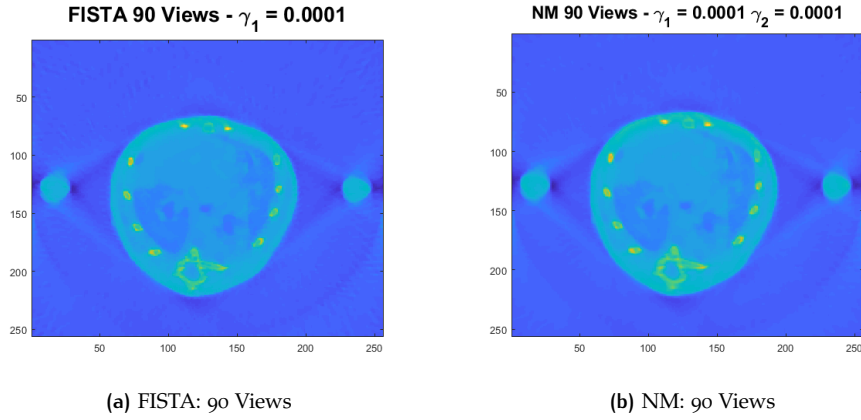 FISTA 90 Views - γ₁ = 0.0001
50
100
150
200
250
50 100 150 200 250
(a) FISTA: 90 Views
NM 90 Views - γ₁ = 0.0001 γ₂ = 0.0001
50
100
150
200
250
50 100 150 200 250
(b) NM: 90 Views